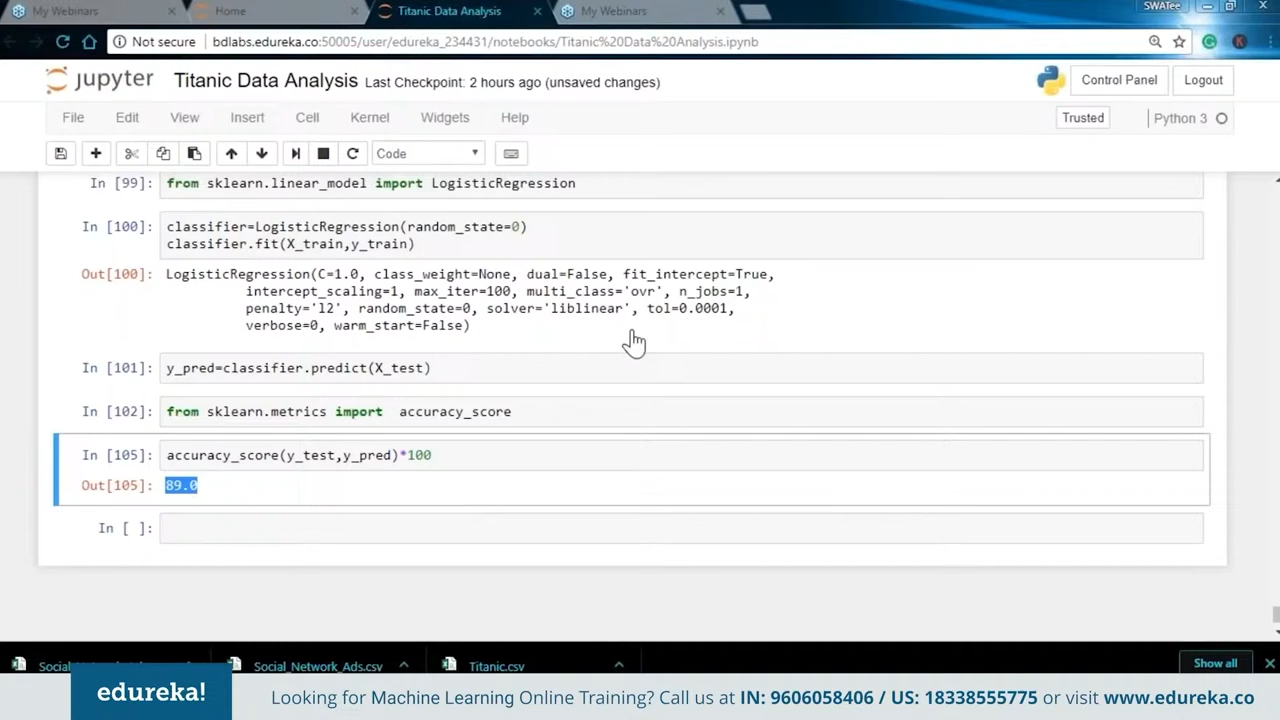 My Webinars
Home
Titanic Data Analysis
My Webinars
SWATee
Not secure
bdlabs.edureka.co:50005/user/edureka_234431/notebooks/Titanic%20Data%20Analysis.ipynb
jupyter
Titanic Data Analysis Last Checkpoint: 2 hours ago (unsaved changes)
Control Panel
Logout
File Edit View Insert Cell Kernel Widgets Help
Trusted
Python 3
Code
In [99]: from sklearn.linear_model import LogisticRegression
In [100]: classifier=LogisticRegression(random_state=0)
classifier.fit(X_train,y_train)
Out[100]: LogisticRegression(C=1.0, class_weight=None, dual=False, fit_intercept=True,
intercept_scaling=1, max_iter=100, multi_class='ovr', n_jobs=1,
penalty='l2', random_state=0, solver='liblinear', tol=0.0001,
verbose=0, warm_start=False)
In [101]: y_pred=classifier.predict(X_test)
In [102]: from sklearn.metrics import accuracy_score
In [105]: accuracy_score(y_test,y_pred)*100
Out[105]: 89.0
In [ ]:
Social_Network_Ads.csv
Titanic.csv
Show all
edureka!
Looking for Machine Learning Online Training? Call us at IN: 9606058406 / US: 18338555775 or visit www.edureka.co